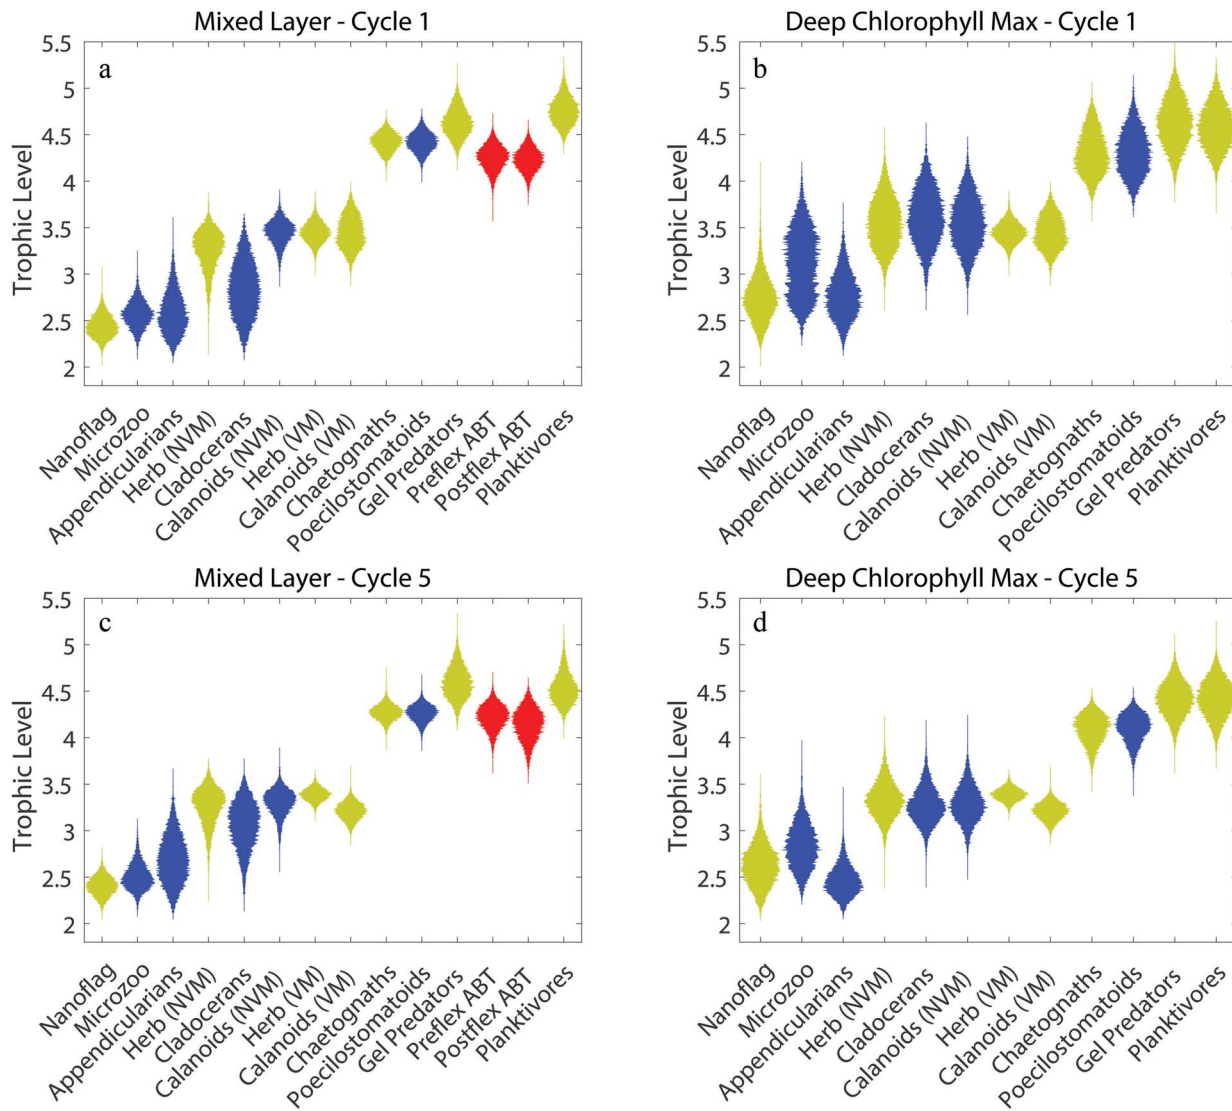 Mixed Layer - Cycle 1
a
5.5
5
4.5
4
3.5
3
2.5
2
Trophic Level
Nanoflag
Microzoo
Appendicularians
Herb (NVM)
Cladocerans
Calanoids (NVM)
Herb (VM)
Calanoids (VM)
Chaetognaths
Poecilostomatoids
Gel Predators
Preflex ABT
Postflex ABT
Planktivores
Deep Chlorophyll Max - Cycle 1
b
5.5
5
4.5
4
3.5
3
2.5
2
Trophic Level
Nanoflag
Microzoo
Appendicularians
Herb (NVM)
Cladocerans
Calanoids (NVM)
Herb (VM)
Calanoids (VM)
Chaetognaths
Poecilostomatoids
Gel Predators
Planktivores
Mixed Layer - Cycle 5
c
5.5
5
4.5
4
3.5
3
2.5
2
Trophic Level
Nanoflag
Microzoo
Appendicularians
Herb (NVM)
Cladocerans
Calanoids (NVM)
Herb (VM)
Calanoids (VM)
Chaetognaths
Poecilostomatoids
Gel Predators
Preflex ABT
Postflex ABT
Planktivores
Deep Chlorophyll Max - Cycle 5
d
5.5
5
4.5
4
3.5
3
2.5
2
Trophic Level
Nanoflag
Microzoo
Appendicularians
Herb (NVM)
Cladocerans
Calanoids (NVM)
Herb (VM)
Calanoids (VM)
Chaetognaths
Poecilostomatoids
Gel Predators
Planktivores